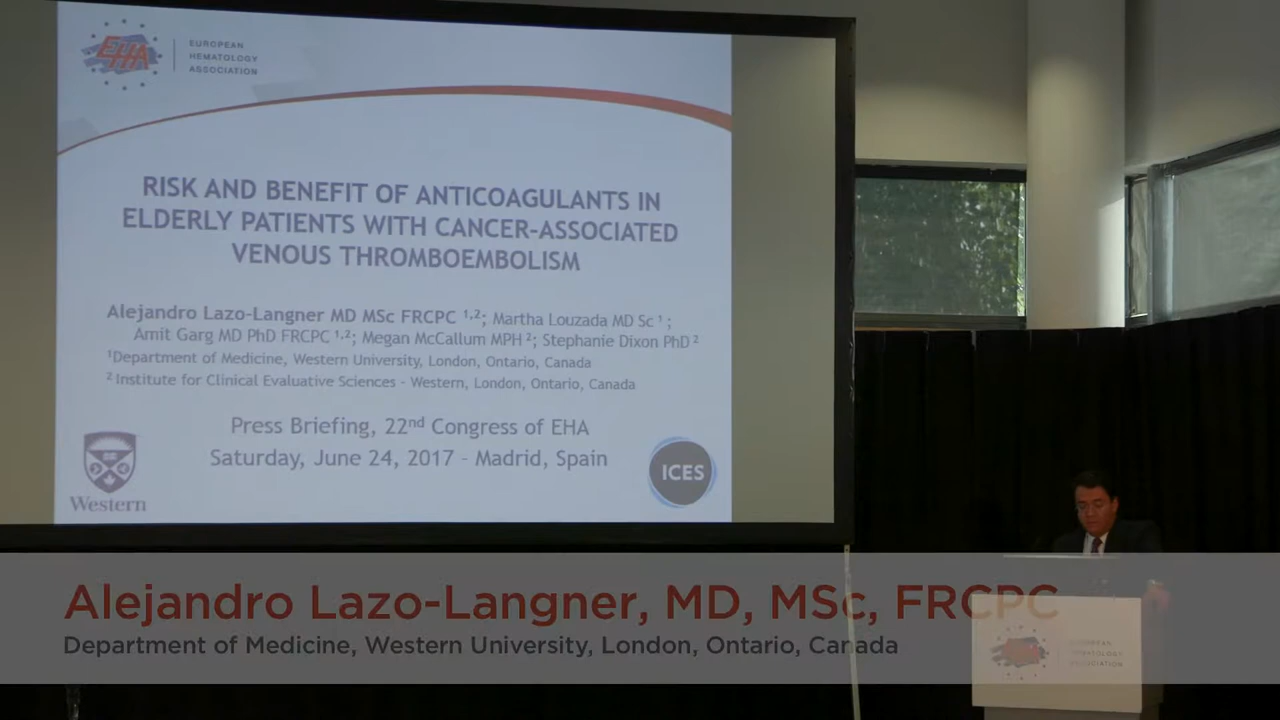 EHA
EUROPEAN
HEMATOLOGY
ASSOCIATION
RISK AND BENEFIT OF ANTICOAGULANTS IN
ELDERLY PATIENTS WITH CANCER-ASSOCIATED
VENOUS THROMBOEMBOLISM
Alejandro Lazo-Langner MD MSc FRCPC 1,2; Martha Louzada MD Sc 1;
Amit Garg MD PhD FRCPC 1,2; Megan McCallum MPH 2; Stephanie Dixon PhD 2
1Department of Medicine, Western University, London, Ontario, Canada
2 Institute for Clinical Evaluative Sciences - Western, London, Ontario, Canada
Press Briefing, 22nd Congress of EHA
Saturday, June 24, 2017 - Madrid, Spain
Western
ICES
Alejandro Lazo-Langner, MD, MSc, FRCPC
Department of Medicine, Western University, London, Ontario, Canada
EUROPEAN
HEMATOLOGY
ASSOCIATION